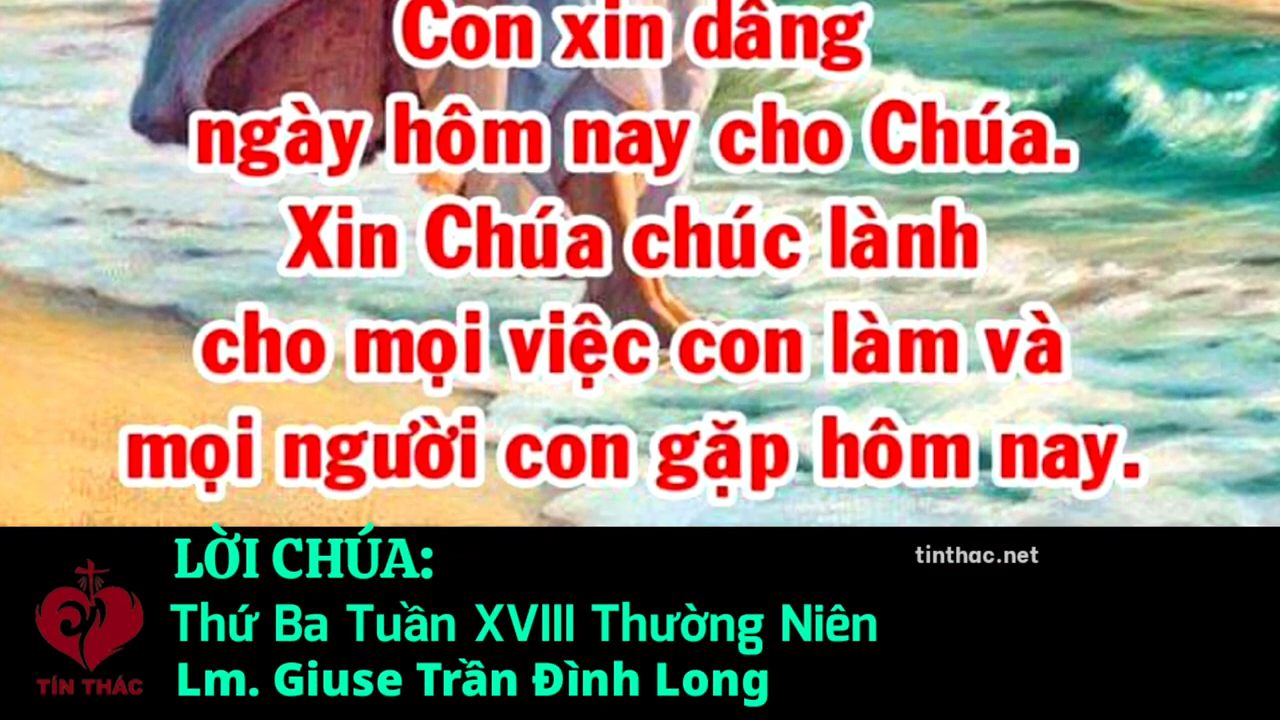 Con xin dâng
ngày hôm nay cho Chúa.
Xin Chúa chúc lành
cho mọi việc con làm và
mọi người con gặp hôm nay.
LỜI CHÚA:
tinthac.net
Thứ Ba Tuần XVIII Thường Niên
Lm. Giuse Trần Đình Long
TÍN THÁC